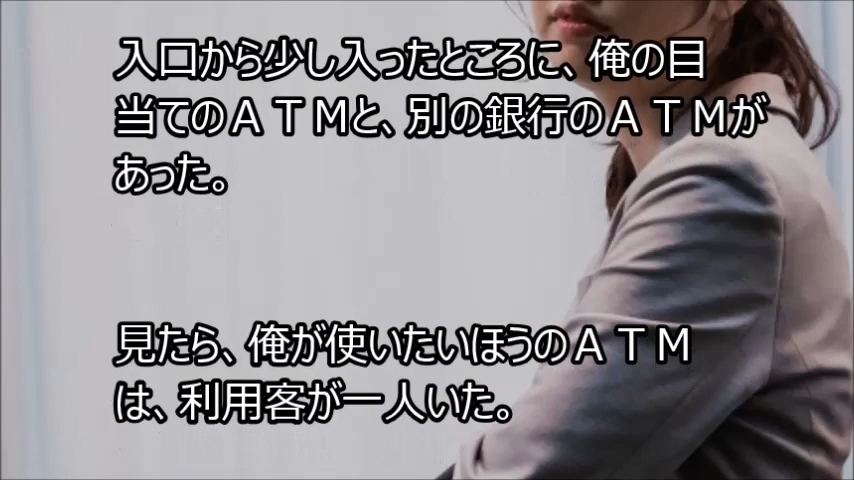 入口から少し入ったところに、俺の目
当てのＡＴＭと、別の銀行のＡＴＭが
あった。
見たら、俺が使いたいほうのＡＴＭ
は、利用客が一人いた。